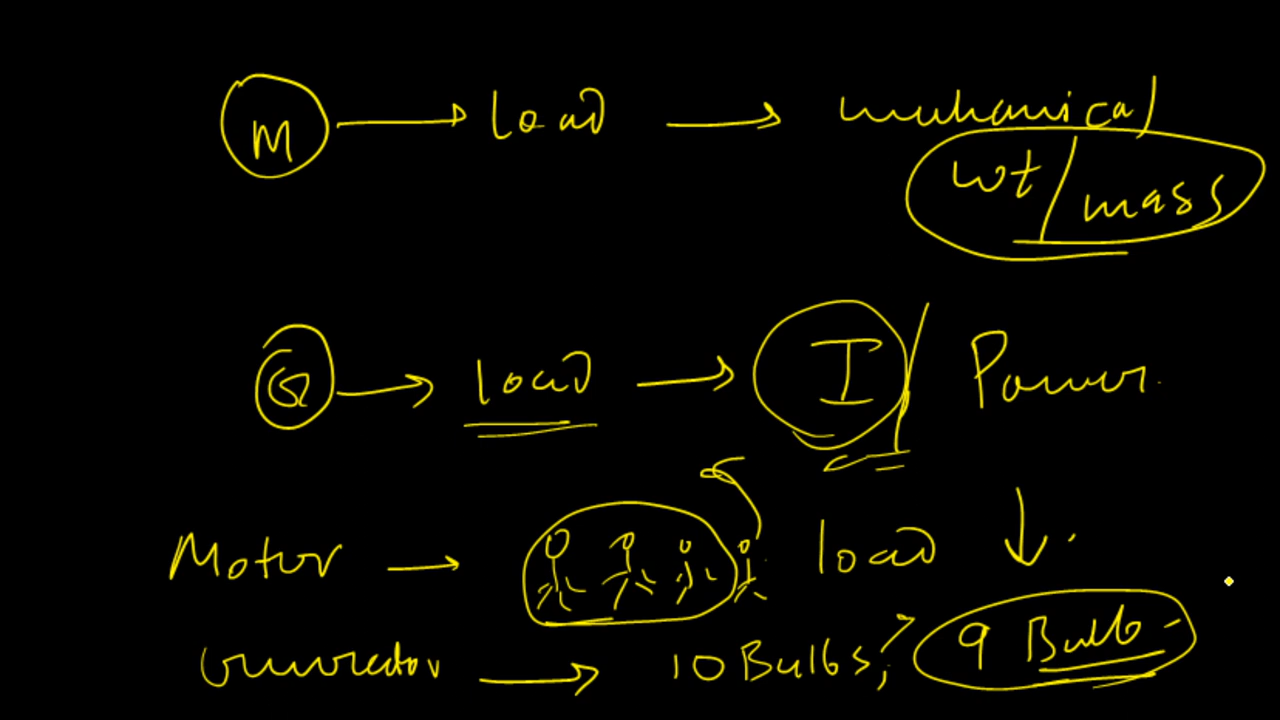 M → load → mechanical
wt/mass
G → load → I / Power.
Motor → load ↓.
Generator → 10 Bulbs; 9 Bulb